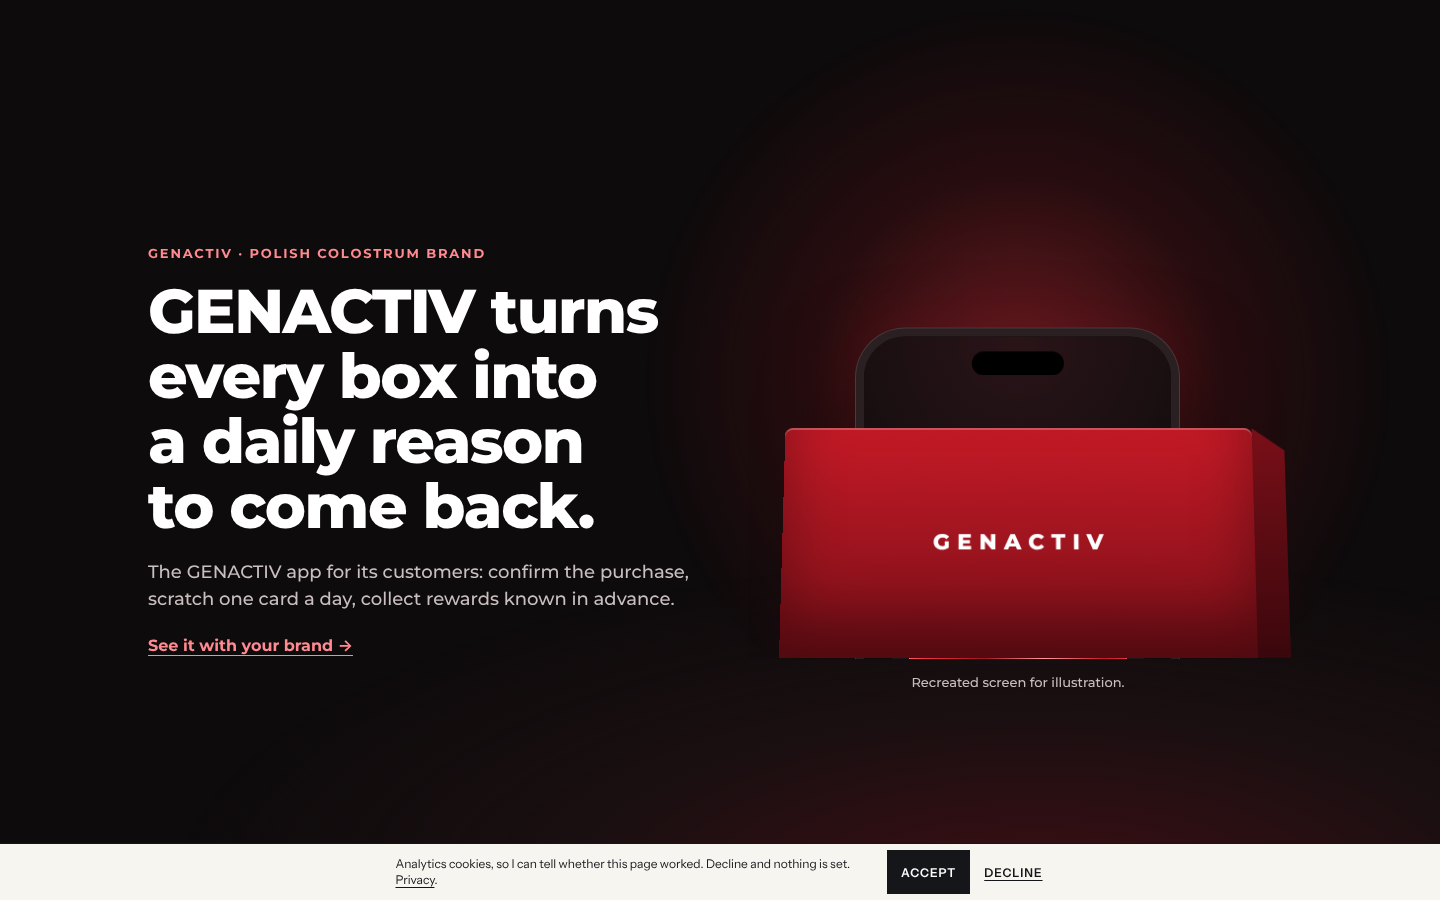 GENACTIV · POLISH COLOSTRUM BRAND
GENACTIV turns
every box into
a daily reason
to come back.
The GENACTIV app for its customers: confirm the purchase,
scratch one card a day, collect rewards known in advance.
See it with your brand →
GENACTIV
Recreated screen for illustration.
Analytics cookies, so I can tell whether this page worked. Decline and nothing is set.
Privacy.
ACCEPT
DECLINE